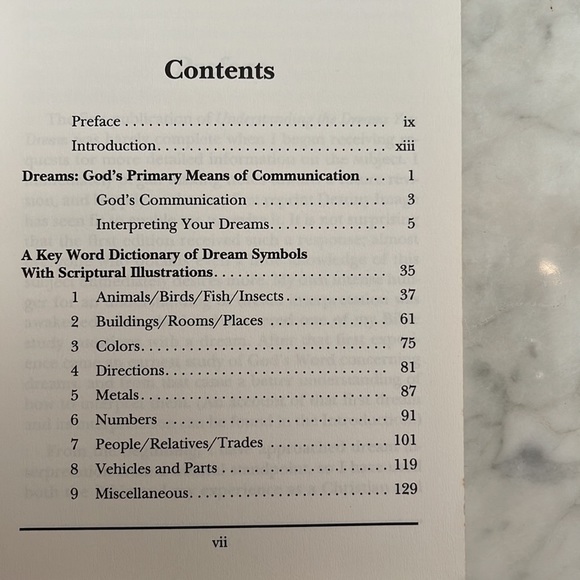 Contents
Preface . . . . . . . . . . . . . . . . . . . . . . . . . . . . . . . . . ix
Introduction. . . . . . . . . . . . . . . . . . . . . . . . . . . . . xiii
Dreams: God's Primary Means of Communication . . . 1
God's Communication . . . . . . . . . . . . . . . . . 3
Interpreting Your Dreams. . . . . . . . . . . . . . . 5
A Key Word Dictionary of Dream Symbols
With Scriptural Illustrations. . . . . . . . . . . . . . . . . . . . . . 35
1 Animals/Birds/Fish/Insects . . . . . . . . . . . . . 37
2 Buildings/Rooms/Places . . . . . . . . . . . . . . . 61
3 Colors. . . . . . . . . . . . . . . . . . . . . . . . . . . . . . 75
4 Directions. . . . . . . . . . . . . . . . . . . . . . . . . . . 81
5 Metals. . . . . . . . . . . . . . . . . . . . . . . . . . . . . . 87
6 Numbers . . . . . . . . . . . . . . . . . . . . . . . . . . . 91
7 People/Relatives/Trades . . . . . . . . . . . . . . . 101
8 Vehicles and Parts . . . . . . . . . . . . . . . . . . . . 119
9 Miscellaneous. . . . . . . . . . . . . . . . . . . . . . . . 129
vii